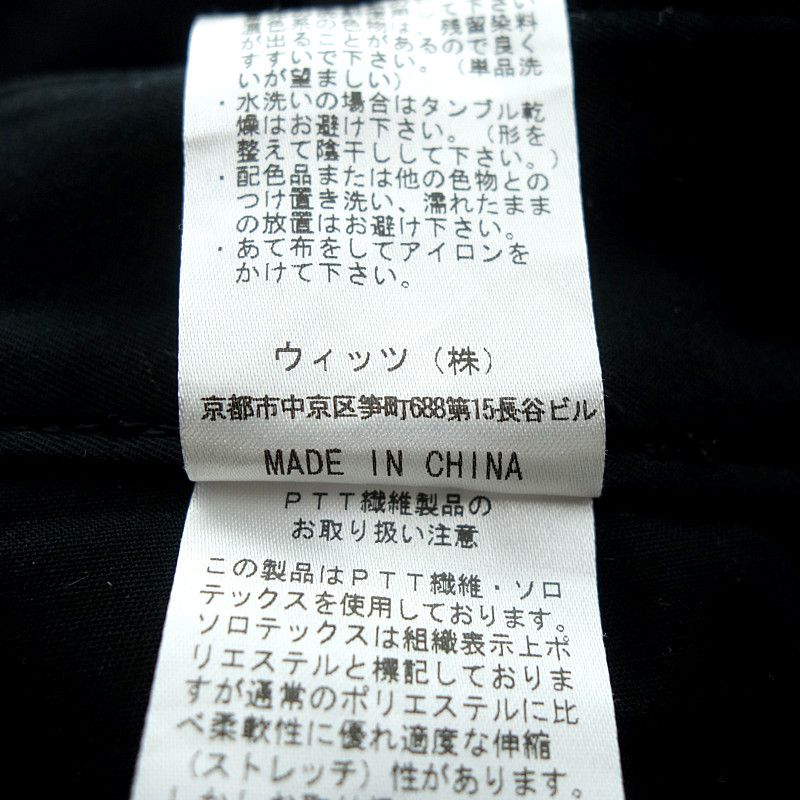 色出るこのある残留染料
繁色とがあるので良く
すすいで下さい。(単品洗
いが望ましい)
・水洗いの場合はタンブル乾
燥はお避け下さい。(形を
整えて陰干しして下さい。)
・配色品または他の色物との
つけ置き洗い、濡れたまま
の放置はお避け下さい。
・あて布をしてアイロンを
かけて下さい。
ウィッツ(株)
京都市中京区笋町688第15長谷ビル
MADE IN CHINA
PTT繊維製品の
お取り扱い注意
この製品はPTT繊維・ソロ
テックスを使用しております。
ソロテックスは組織表示上ポ
リエステルと標記しておりま
すが通常のポリエステルに比
べ柔軟性に優れ適度な伸縮
(ストレッチ)性があります。